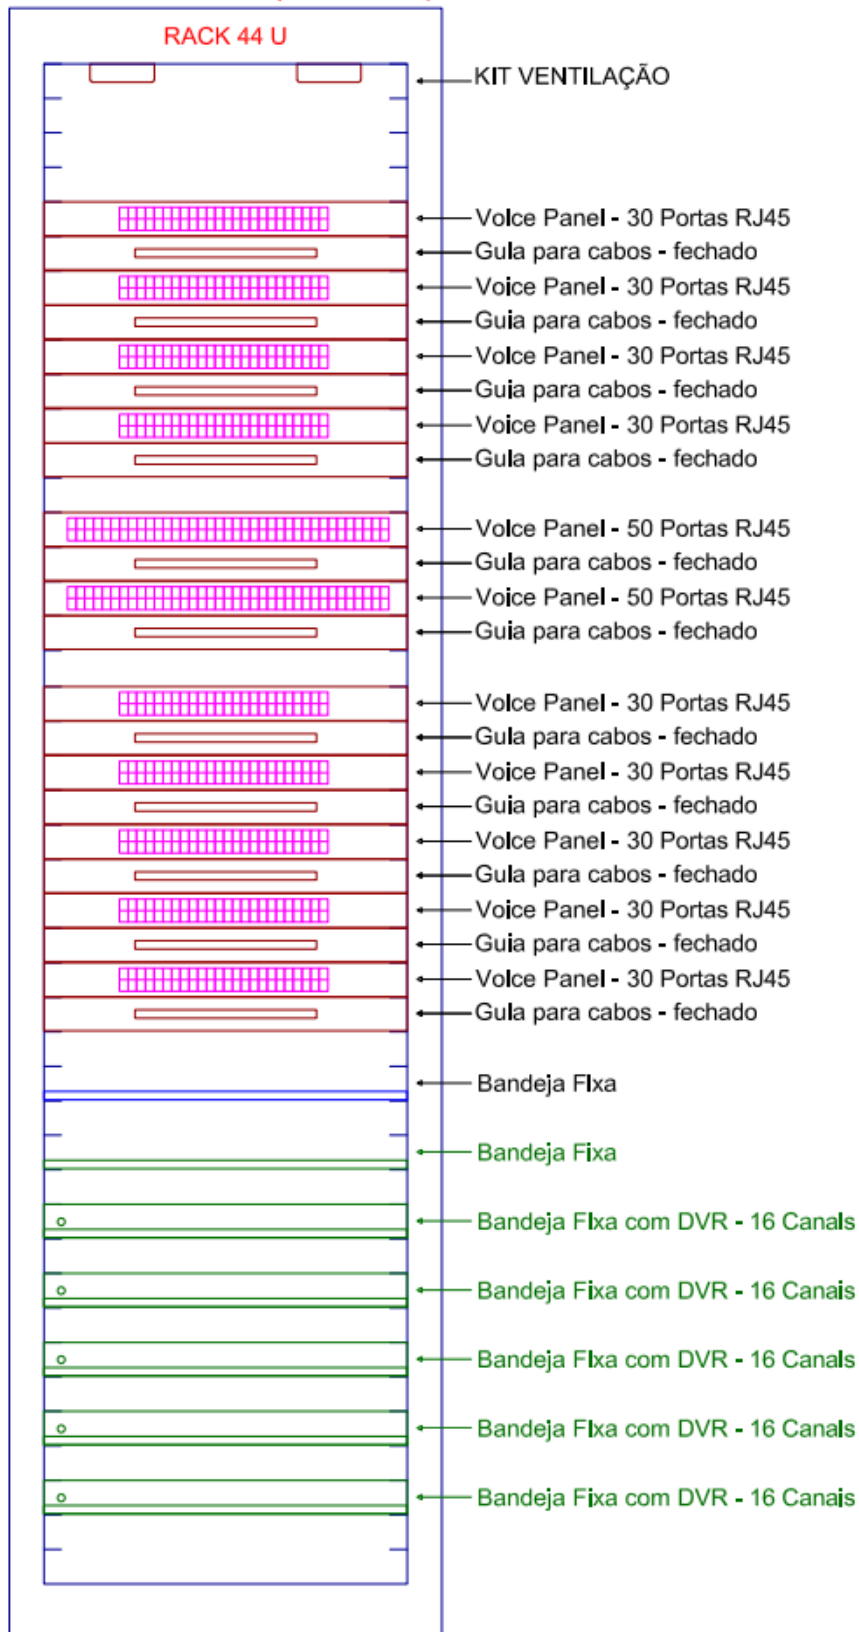 RACK 44 U
KIT VENTILAÇÃO
Voice Panel - 30 Portas RJ45
Guia para cabos - fechado
Voice Panel - 30 Portas RJ45
Guia para cabos - fechado
Voice Panel - 30 Portas RJ45
Guia para cabos - fechado
Voice Panel - 30 Portas RJ45
Guia para cabos - fechado
Voice Panel - 50 Portas RJ45
Guia para cabos - fechado
Voice Panel - 50 Portas RJ45
Guia para cabos - fechado
Voice Panel - 30 Portas RJ45
Guia para cabos - fechado
Voice Panel - 30 Portas RJ45
Guia para cabos - fechado
Voice Panel - 30 Portas RJ45
Guia para cabos - fechado
Voice Panel - 30 Portas RJ45
Guia para cabos - fechado
Voice Panel - 30 Portas RJ45
Guia para cabos - fechado
Bandeja Fixa
Bandeja Fixa
Bandeja Fixa com DVR - 16 Canais
Bandeja Fixa com DVR - 16 Canais
Bandeja Fixa com DVR - 16 Canais
Bandeja Fixa com DVR - 16 Canais
Bandeja Fixa com DVR - 16 Canais